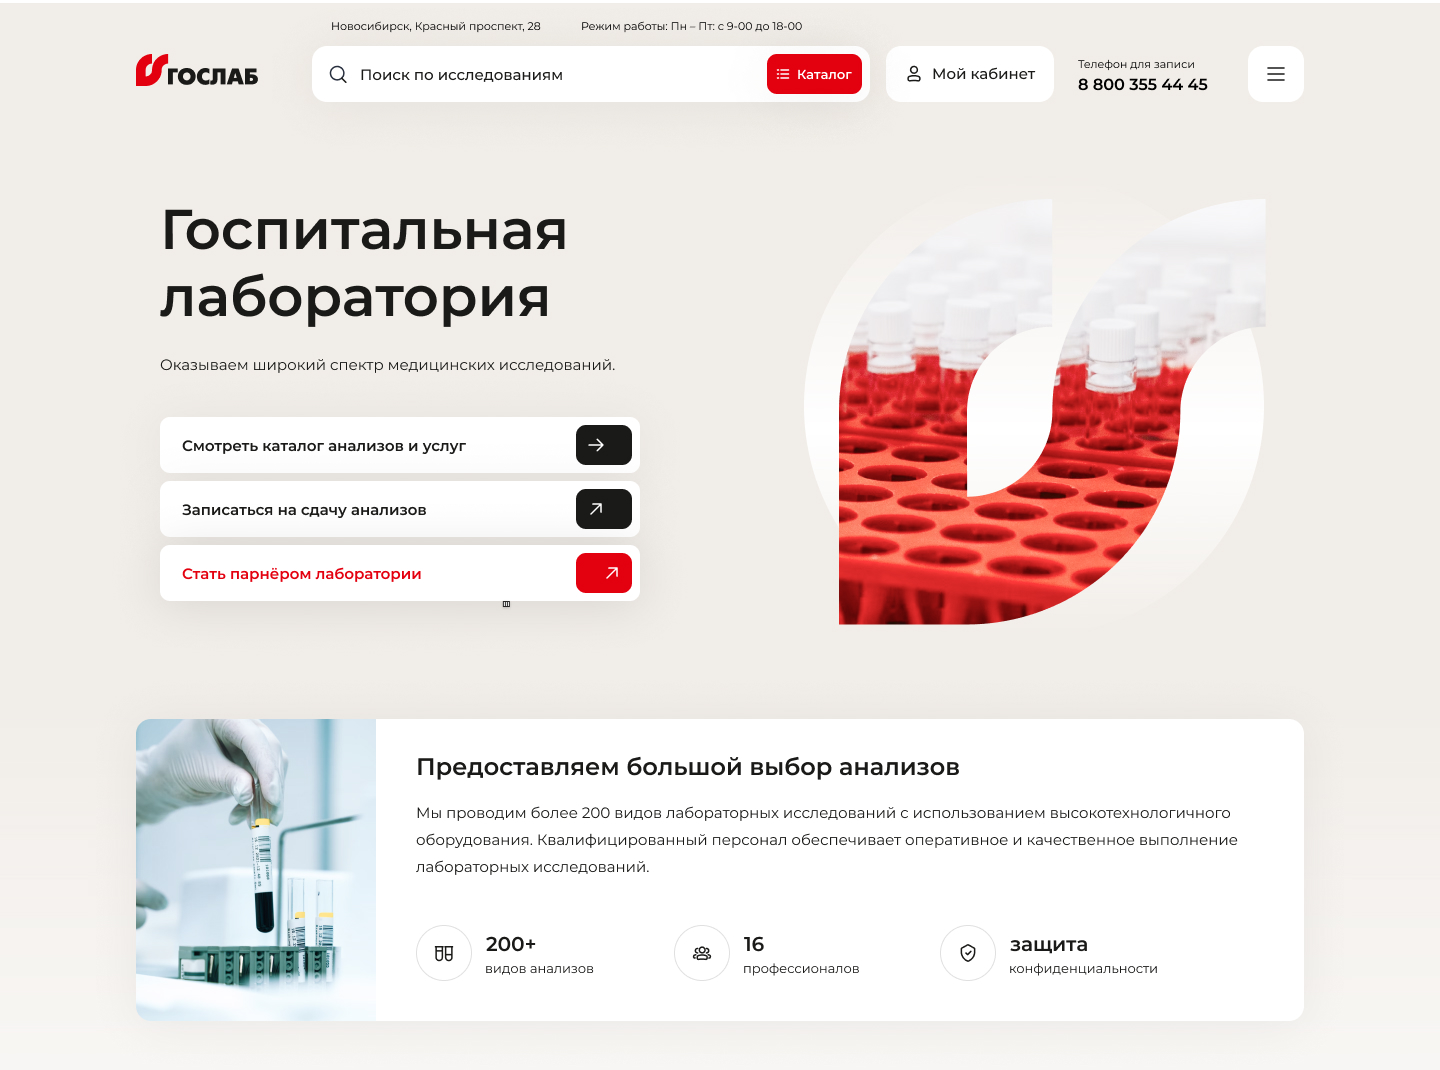 Новосибирск, Красный проспект, 28
Режим работы: Пн – Пт: с 9-00 до 18-00
ГОСЛАБ
Поиск по исследованиям
Каталог
Мой кабинет
Телефон для записи
8 800 355 44 45
Госпитальная
лаборатория
Оказываем широкий спектр медицинских исследований.
Смотреть каталог анализов и услуг
Записаться на сдачу анализов
Стать парнёром лаборатории
Предоставляем большой выбор анализов
Мы проводим более 200 видов лабораторных исследований с использованием высокотехнологичного
оборудования. Квалифицированный персонал обеспечивает оперативное и качественное выполнение
лабораторных исследований.
200+
видов анализов
16
профессионалов
защита
конфиденциальности